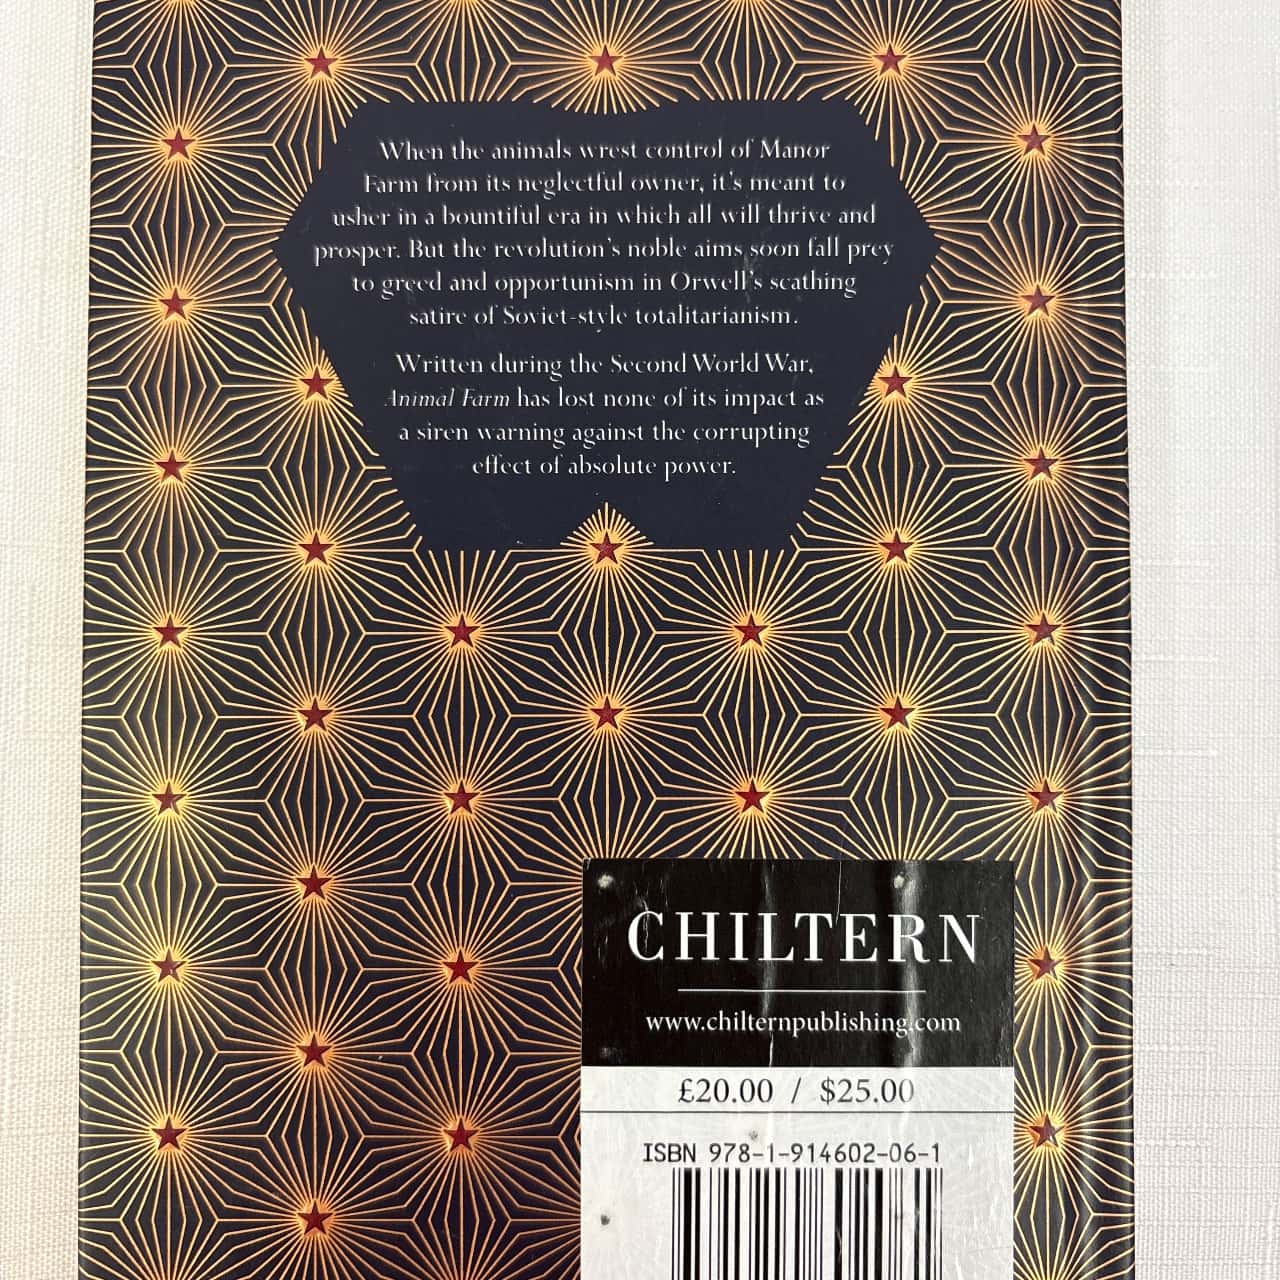 When the animals wrest control of Manor
Farm from its neglectful owner, it's meant to
usher in a bountiful era in which all will thrive and
prosper. But the revolution's noble aims soon fall prey
to greed and opportunism in Orwell's scathing
satire of Soviet-style totalitarianism.
Written during the Second World War,
Animal Farm has lost none of its impact as
a siren warning against the corrupting
effect of absolute power.
CHILTERN
www.chilternpublishing.com
£20.00 / $25.00
ISBN 978-1-914602-06-1